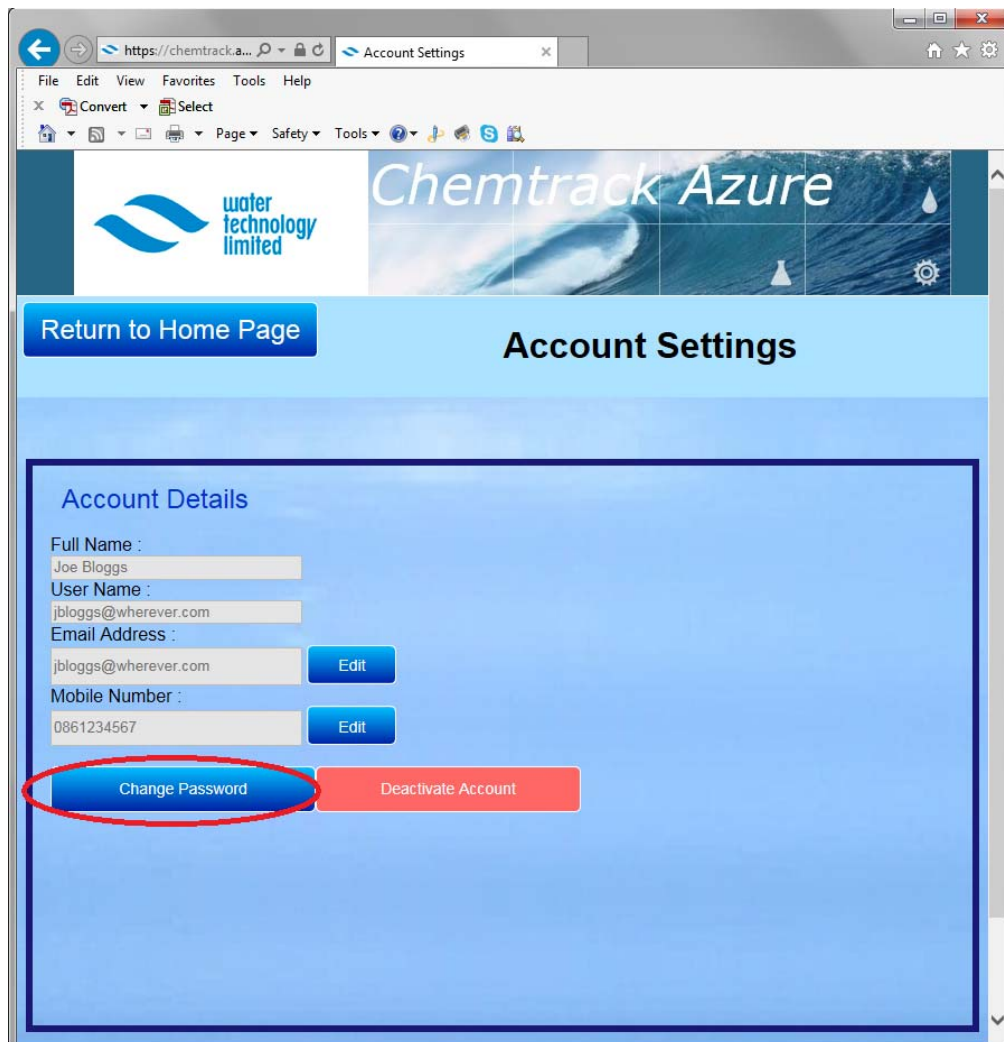 https://chemtrack.a...
Account Settings
File Edit View Favorites Tools Help
Convert Select
Page Safety Tools
water
technology
limited
Chemtrack Azure
Return to Home Page
Account Settings
Account Details
Full Name :
Joe Bloggs
User Name :
jbloggs@wherever.com
Email Address :
jbloggs@wherever.com
Edit
Mobile Number :
0861234567
Edit
Change Password
Deactivate Account